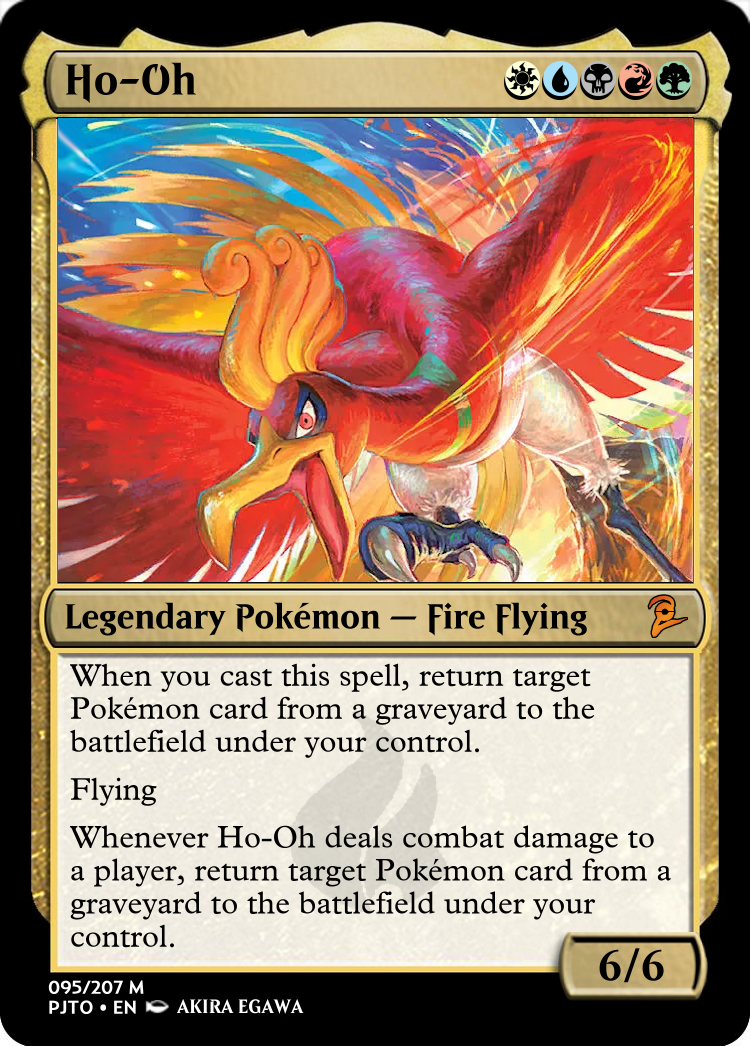 Ho-Oh
Legendary Pokémon — Fire Flying
When you cast this spell, return target
Pokémon card from a graveyard to the
battlefield under your control.
Flying
Whenever Ho-Oh deals combat damage to
a player, return target Pokémon card from a
graveyard to the battlefield under your
control.
6/6
095/207 M
PJTO • EN AKIRA EGAWA